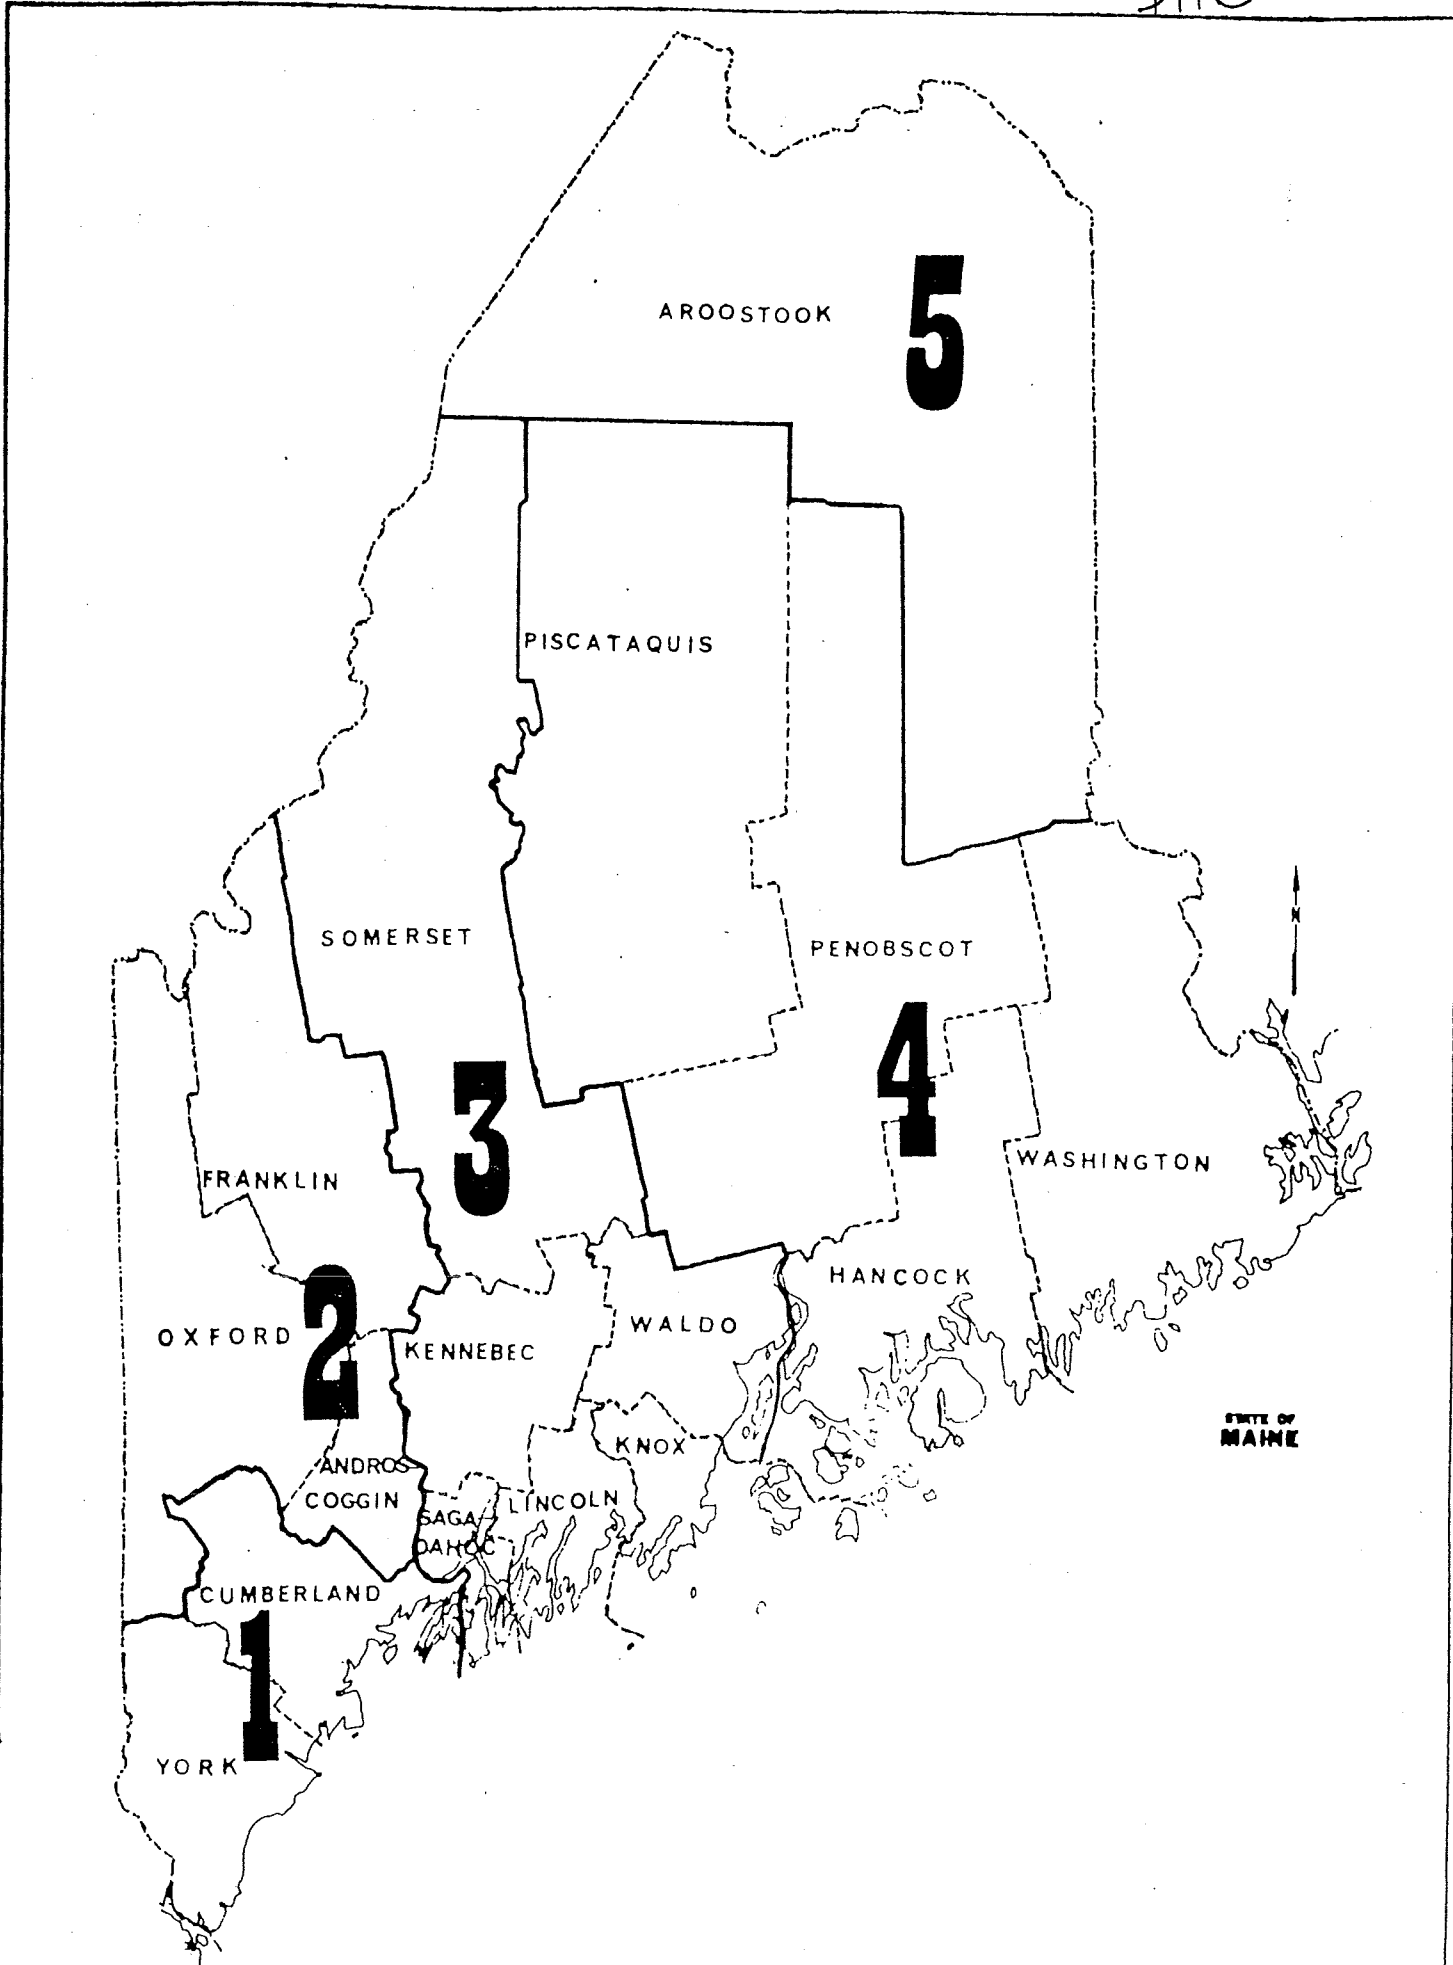 AROOSTOOK
5
PISCATAQUIS
SOMERSET
PENOBSCOT
N
3
4
FRANKLIN
WASHINGTON
HANCOCK
OXFORD
2
KENNEBEC
WALDO
STATE OF
MAINE
KNOX
ANDROS
COGGIN
LINCOLN
SAGA
DAHOC
CUMBERLAND
1
YORK